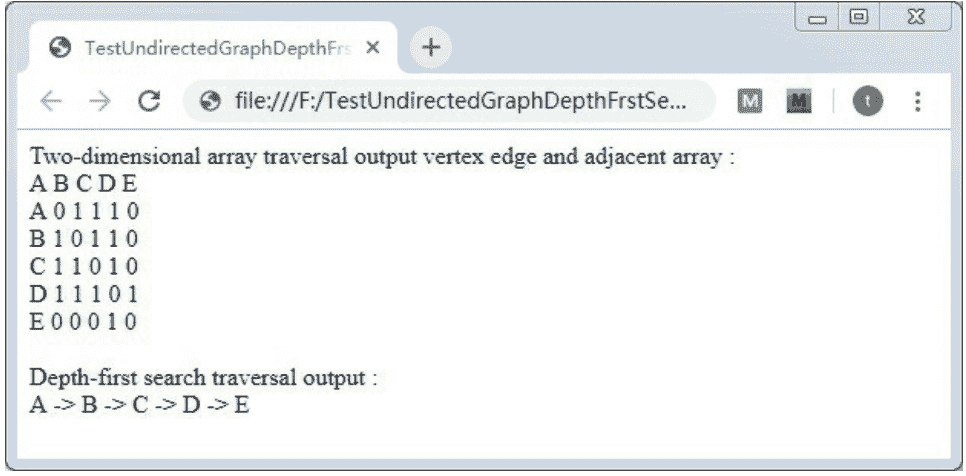 TestUndirectedGraphDepthFrs
file:///F:/TestUndirectedGraphDepthFrstSe...
M
M
t
Two-dimensional array traversal output vertex edge and adjacent array :
A B C D E
A 0 1 1 1 0
B 1 0 1 1 0
C 1 1 0 1 0
D 1 1 1 0 1
E 0 0 0 1 0
Depth-first search traversal output :
A -> B -> C -> D -> E